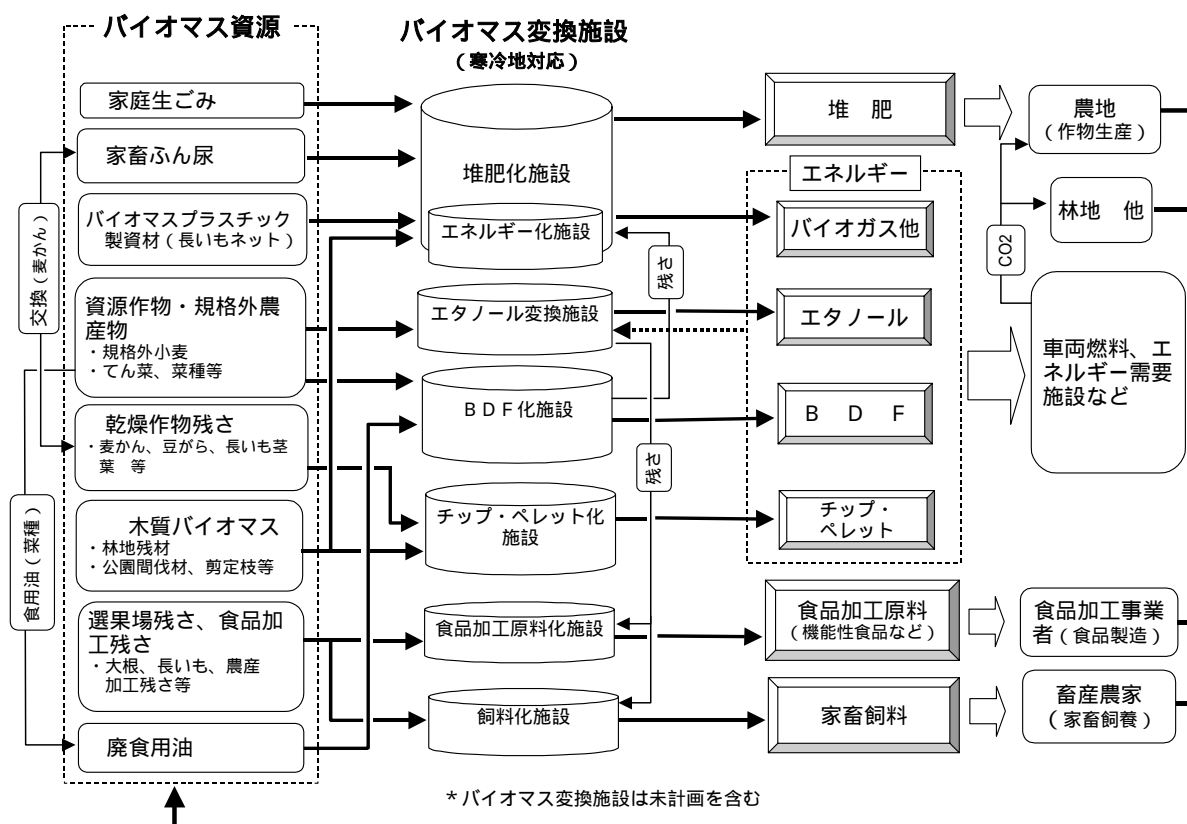 バイオマス資源
家庭生ごみ
家畜ふん尿
バイオマスプラスチック
製資材(長いもネット)
資源作物・規格外農
産物
・規格外小麦
・てん菜、菜種等
乾燥作物残さ
・麦かん、豆がら、長いも茎
葉 等
木質バイオマス
・林地残材
・公園間伐材、剪定枝等
選果場残さ、食品加
工残さ
・大根、長いも、農産
加工残さ等
廃食用油
交換(麦かん)
食用油(菜種)
バイオマス変換施設
(寒冷地対応)
堆肥化施設
エネルギー化施設
エタノール変換施設
BDF化施設
チップ・ペレット化
施設
食品加工原料化施設
飼料化施設
残さ
残さ
堆 肥
エネルギー
バイオガス他
エタノール
B D F
チップ・
ペレット
食品加工原料
(機能性食品など)
家畜飼料
農地
(作物生産)
林地 他
CO2
車両燃料、エ
ネルギー需要
施設など
食品加工事業
者(食品製造)
畜産農家
(家畜飼養)
*バイオマス変換施設は未計画を含む